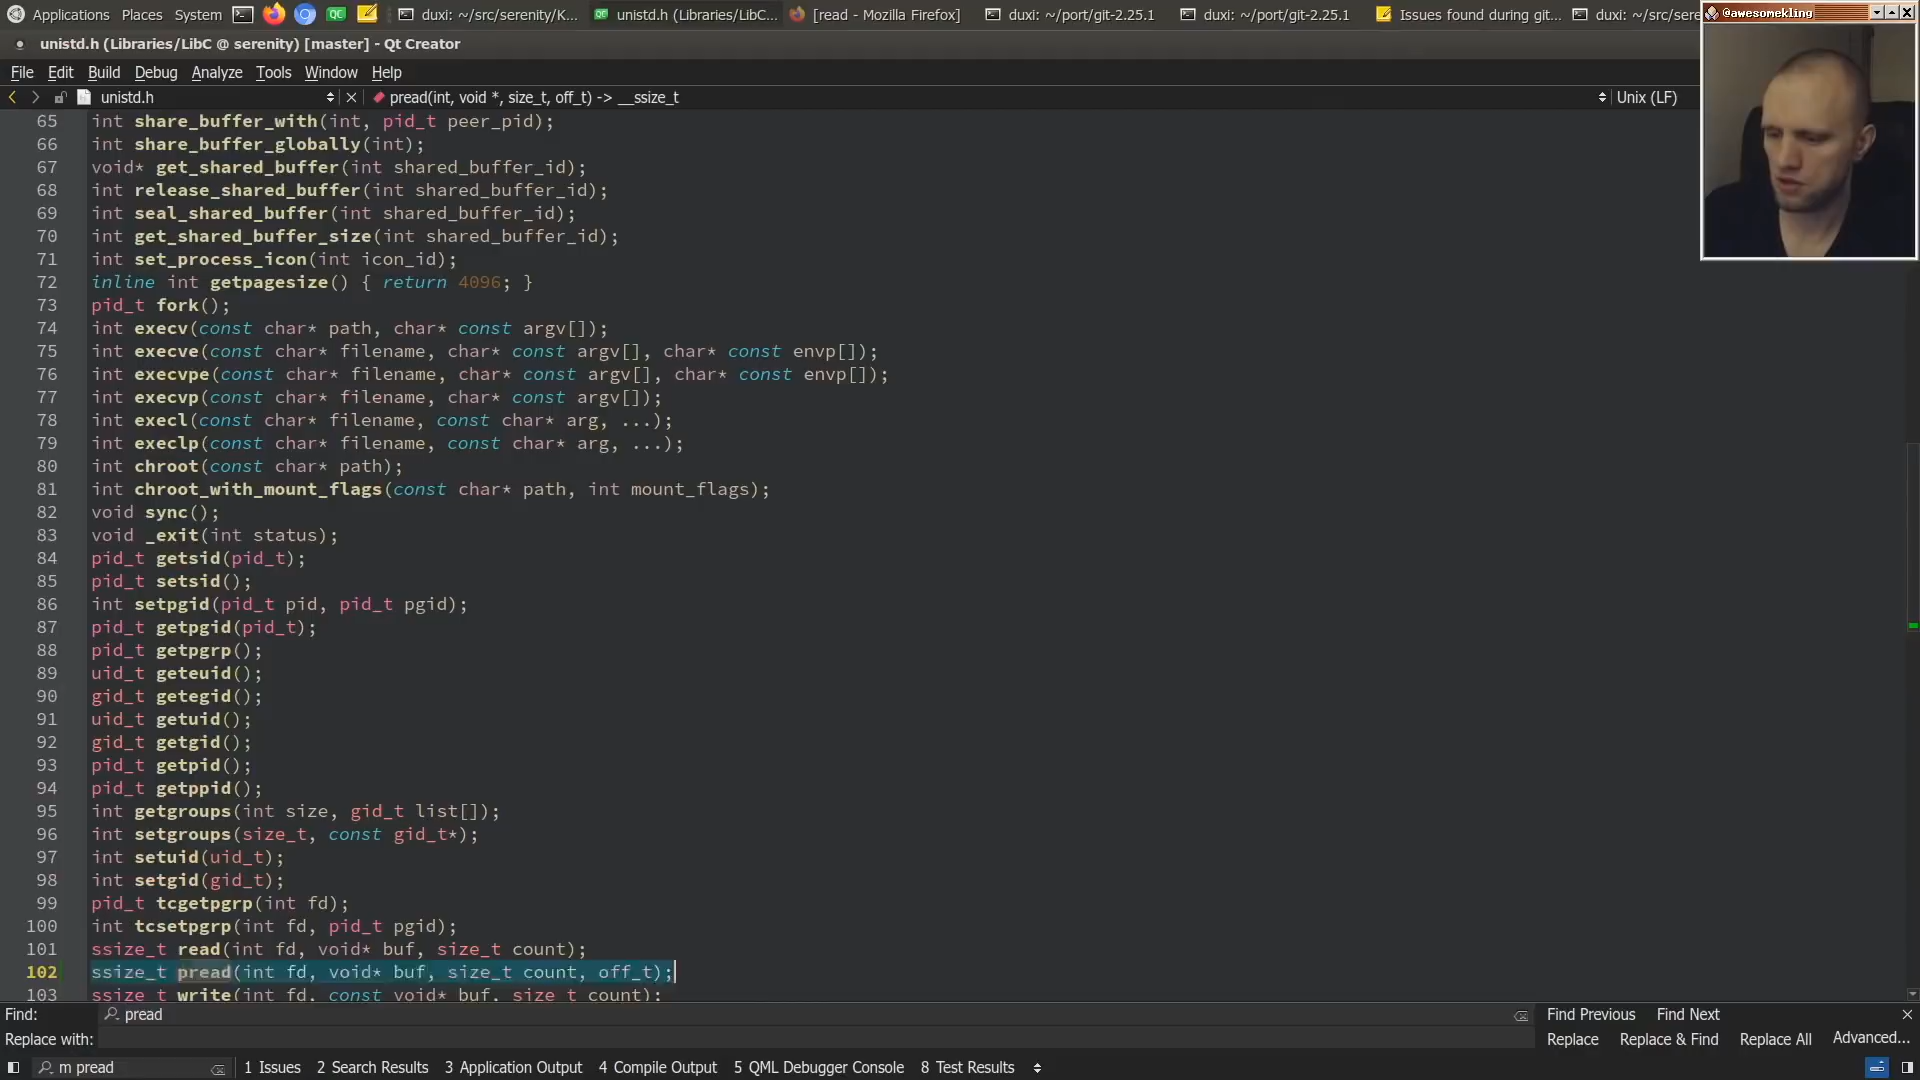 Applications Places System duxi: ~/src/serenity/K... unistd.h (Libraries/LibC... [read - Mozilla Firefox] duxi: ~/port/git-2.25.1 duxi: ~/port/git-2.25.1 Issues found during git... duxi: ~/src/sere
@awesomekling
unistd.h (Libraries/LibC @ serenity) [master] - Qt Creator
File Edit Build Debug Analyze Tools Window Help
unistd.h pread(int, void *, size_t, off_t) -> __ssize_t Unix (LF)
65 int share_buffer_with(int, pid_t peer_pid);
66 int share_buffer_globally(int);
67 void* get_shared_buffer(int shared_buffer_id);
68 int release_shared_buffer(int shared_buffer_id);
69 int seal_shared_buffer(int shared_buffer_id);
70 int get_shared_buffer_size(int shared_buffer_id);
71 int set_process_icon(int icon_id);
72 inline int getpagesize() { return 4096; }
73 pid_t fork();
74 int execv(const char* path, char* const argv[]);
75 int execve(const char* filename, char* const argv[], char* const envp[]);
76 int execvpe(const char* filename, char* const argv[], char* const envp[]);
77 int execvp(const char* filename, char* const argv[]);
78 int execl(const char* filename, const char* arg, ...);
79 int execlp(const char* filename, const char* arg, ...);
80 int chroot(const char* path);
81 int chroot_with_mount_flags(const char* path, int mount_flags);
82 void sync();
83 void _exit(int status);
84 pid_t getsid(pid_t);
85 pid_t setsid();
86 int setpgid(pid_t pid, pid_t pgid);
87 pid_t getpgid(pid_t);
88 pid_t getpgrp();
89 uid_t geteuid();
90 gid_t getegid();
91 uid_t getuid();
92 gid_t getgid();
93 pid_t getpid();
94 pid_t getppid();
95 int getgroups(int size, gid_t list[]);
96 int setgroups(size_t, const gid_t*);
97 int setuid(uid_t);
98 int setgid(gid_t);
99 pid_t tcgetpgrp(int fd);
100 int tcsetpgrp(int fd, pid_t pgid);
101 ssize_t read(int fd, void* buf, size_t count);
102 ssize_t pread(int fd, void* buf, size_t count, off_t);
103 ssize_t write(int fd, const void* buf, size_t count);
Find: pread Find Previous Find Next
Replace with: Replace Replace & Find Replace All Advanced...
m pread 1 Issues 2 Search Results 3 Application Output 4 Compile Output 5 QML Debugger Console 8 Test Results